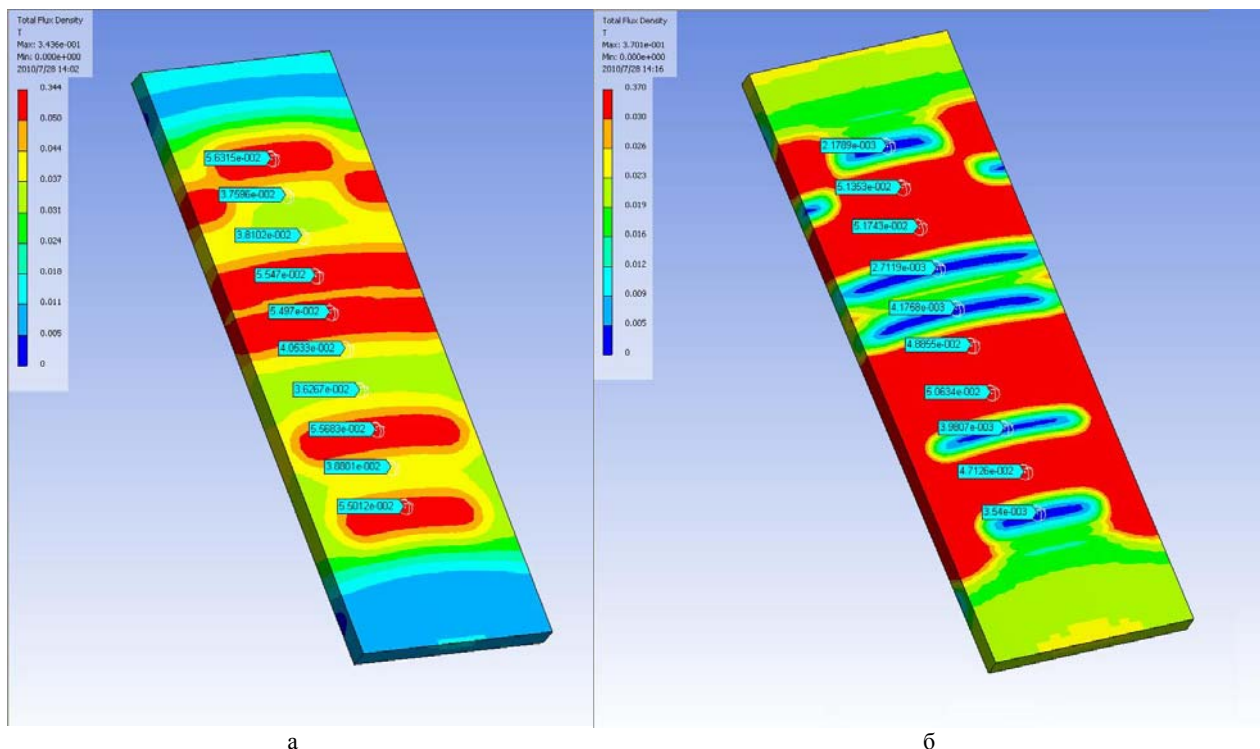 Total Flux Density
T
Max: 3.436e-001
Min: 0.000e+000
2010/7/28 14:02
0.344
0.050
0.044
0.037
0.031
0.024
0.018
0.011
0.005
0
5.6315e-002
3.7596e-002
3.8102e-002
5.547e-002
5.497e-002
4.0533e-002
3.6267e-002
5.5683e-002
3.8801e-002
5.5012e-002
а
Total Flux Density
T
Max: 3.701e-001
Min: 0.000e+000
2010/7/28 14:16
0.370
0.030
0.026
0.023
0.019
0.016
0.012
0.009
0.005
0
2.1789e-003
5.1353e-002
5.1743e-002
2.7119e-003
4.1758e-003
4.8855e-002
5.0634e-002
3.9807e-003
4.7126e-002
3.54e-003
б